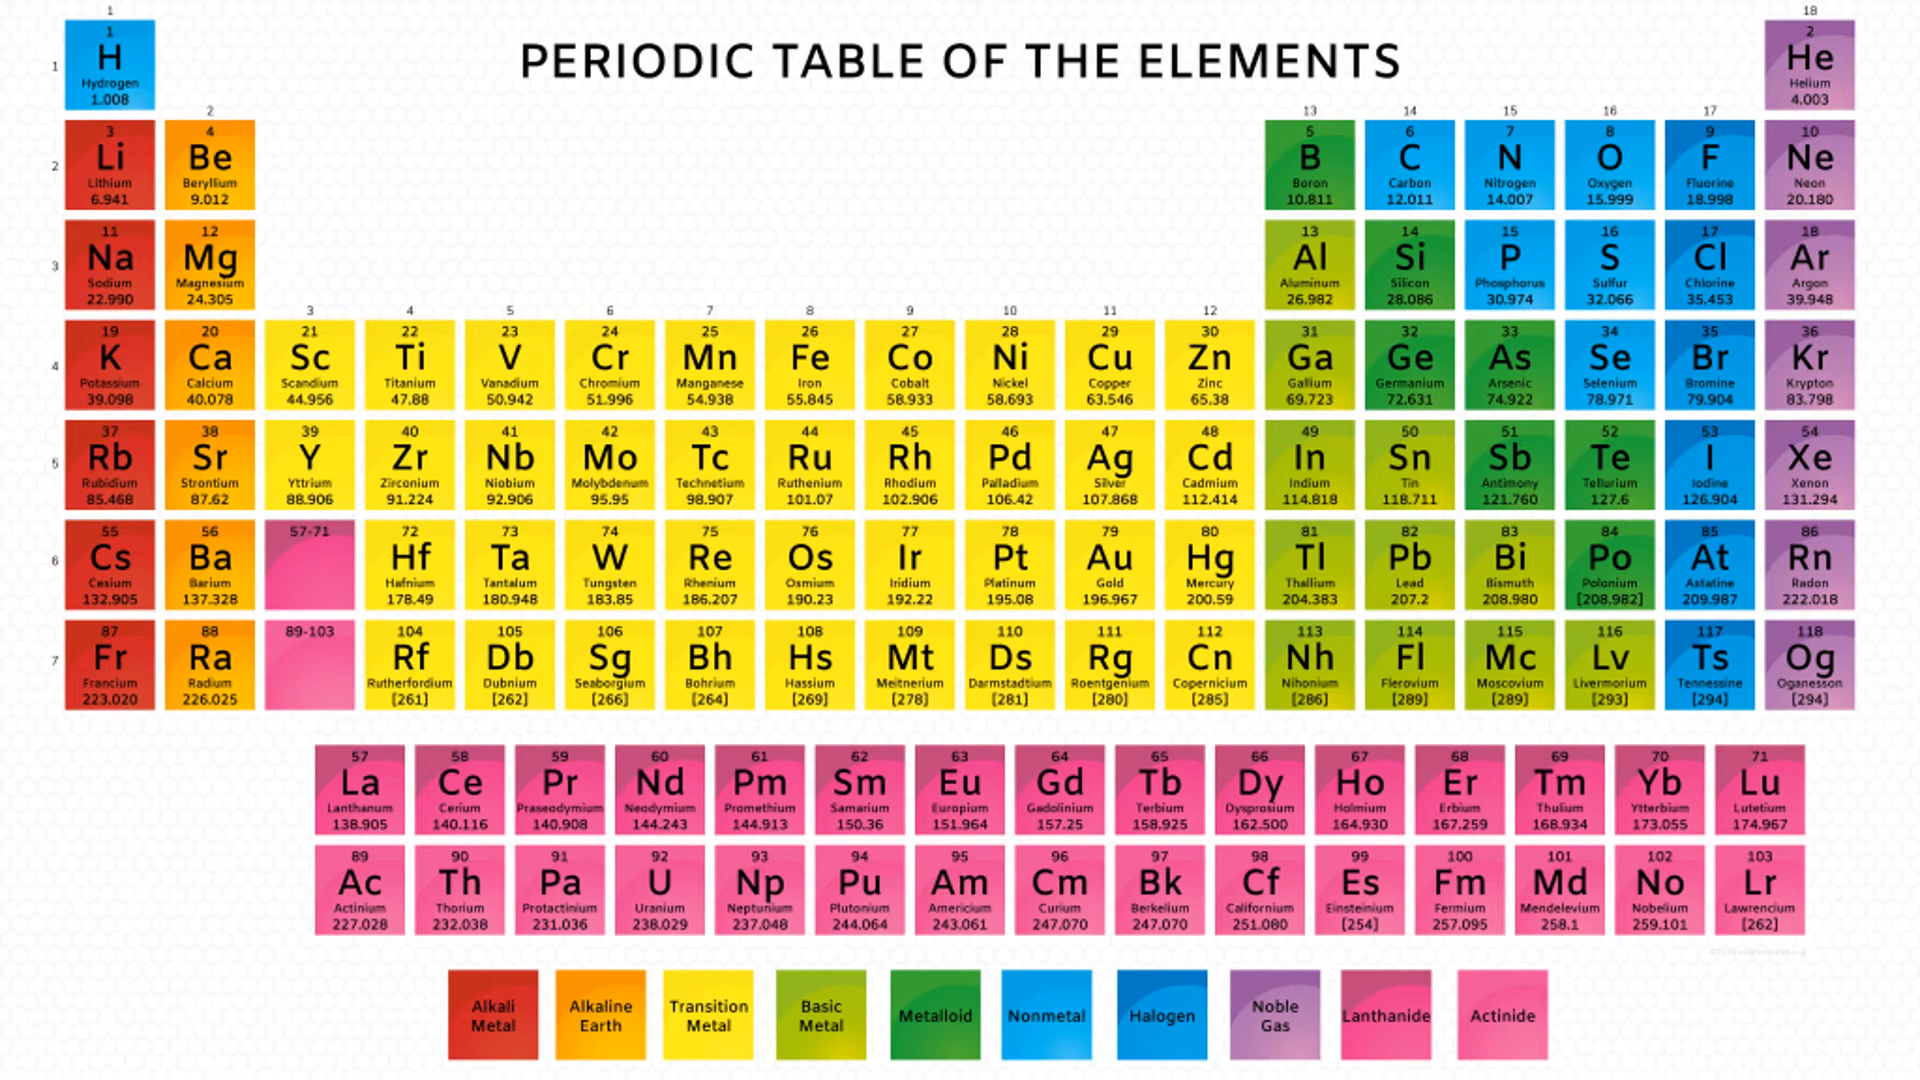 1
18
1
H
Hydrogen
1.008
PERIODIC TABLE OF THE ELEMENTS
2
He
Helium
4.003
1
2
13
14
15
16
17
3
Li
Lithium
6.941
4
Be
Beryllium
9.012
5
B
Boron
10.811
6
C
Carbon
12.011
7
N
Nitrogen
14.007
8
O
Oxygen
15.999
9
F
Fluorine
18.998
10
Ne
Neon
20.180
2
11
Na
Sodium
22.990
12
Mg
Magnesium
24.305
13
Al
Aluminum
26.982
14
Si
Silicon
28.086
15
P
Phosphorus
30.974
16
S
Sulfur
32.066
17
Cl
Chlorine
35.453
18
Ar
Argon
39.948
3
3
4
5
6
7
8
9
10
11
12
19
K
Potassium
39.098
20
Ca
Calcium
40.078
21
Sc
Scandium
44.956
22
Ti
Titanium
47.88
23
V
Vanadium
50.942
24
Cr
Chromium
51.996
25
Mn
Manganese
54.938
26
Fe
Iron
55.845
27
Co
Cobalt
58.933
28
Ni
Nickel
58.693
29
Cu
Copper
63.546
30
Zn
Zinc
65.38
31
Ga
Gallium
69.723
32
Ge
Germanium
72.631
33
As
Arsenic
74.922
34
Se
Selenium
78.971
35
Br
Bromine
79.904
36
Kr
Krypton
83.798
4
37
Rb
Rubidium
85.468
38
Sr
Strontium
87.62
39
Y
Yttrium
88.906
40
Zr
Zirconium
91.224
41
Nb
Niobium
92.906
42
Mo
Molybdenum
95.95
43
Tc
Technetium
98.907
44
Ru
Ruthenium
101.07
45
Rh
Rhodium
102.906
46
Pd
Palladium
106.42
47
Ag
Silver
107.868
48
Cd
Cadmium
112.414
49
In
Indium
114.818
50
Sn
Tin
118.711
51
Sb
Antimony
121.760
52
Te
Tellurium
127.6
53
I
Iodine
126.904
54
Xe
Xenon
131.294
5
55
Cs
Cesium
132.905
56
Ba
Barium
137.328
57-71
72
Hf
Hafnium
178.49
73
Ta
Tantalum
180.948
74
W
Tungsten
183.85
75
Re
Rhenium
186.207
76
Os
Osmium
190.23
77
Ir
Iridium
192.22
78
Pt
Platinum
195.08
79
Au
Gold
196.967
80
Hg
Mercury
200.59
81
Tl
Thallium
204.383
82
Pb
Lead
207.2
83
Bi
Bismuth
208.980
84
Po
Polonium
[208.982]
85
At
Astatine
209.987
86
Rn
Radon
222.018
6
87
Fr
Francium
223.020
88
Ra
Radium
226.025
89-103
104
Rf
Rutherfordium
[261]
105
Db
Dubnium
[262]
106
Sg
Seaborgium
[266]
107
Bh
Bohrium
[264]
108
Hs
Hassium
[269]
109
Mt
Meitnerium
[278]
110
Ds
Darmstadtium
[281]
111
Rg
Roentgenium
[280]
112
Cn
Copernicium
[285]
113
Nh
Nihonium
[286]
114
Fl
Flerovium
[289]
115
Mc
Moscovium
[289]
116
Lv
Livermorium
[293]
117
Ts
Tennessine
[294]
118
Og
Oganesson
[294]
7
57
La
Lanthanum
138.905
58
Ce
Cerium
140.116
59
Pr
Praseodymium
140.908
60
Nd
Neodymium
144.243
61
Pm
Promethium
144.913
62
Sm
Samarium
150.36
63
Eu
Europium
151.964
64
Gd
Gadolinium
157.25
65
Tb
Terbium
158.925
66
Dy
Dysprosium
162.500
67
Ho
Holmium
164.930
68
Er
Erbium
167.259
69
Tm
Thulium
168.934
70
Yb
Ytterbium
173.055
71
Lu
Lutetium
174.967
89
Ac
Actinium
227.028
90
Th
Thorium
232.038
91
Pa
Protactinium
231.036
92
U
Uranium
238.029
93
Np
Neptunium
237.048
94
Pu
Plutonium
244.064
95
Am
Americium
243.061
96
Cm
Curium
247.070
97
Bk
Berkelium
247.070
98
Cf
Californium
251.080
99
Es
Einsteinium
[254]
100
Fm
Fermium
257.095
101
Md
Mendelevium
258.1
102
No
Nobelium
259.101
103
Lr
Lawrencium
[262]
Alkali
Metal
Alkaline
Earth
Transition
Metal
Basic
Metal
Metalloid
Nonmetal
Halogen
Noble
Gas
Lanthanide
Actinide